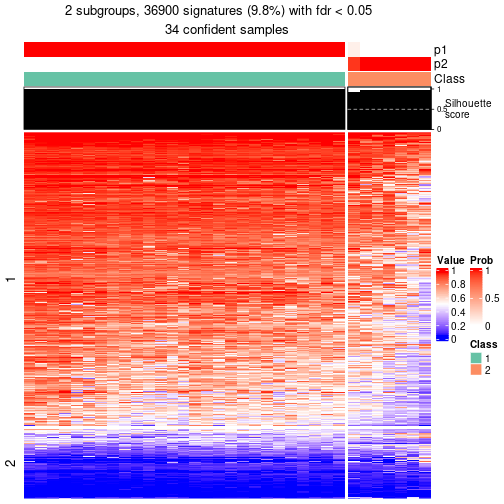 2 subgroups, 36900 signatures (9.8%) with fdr < 0.05
34 confident samples
p1
p2
Class
1
0.5
0
Silhouette
score
1
2
Value
1
0.8
0.6
0.4
0.2
0
Prob
1
0.5
0
Class
1
2